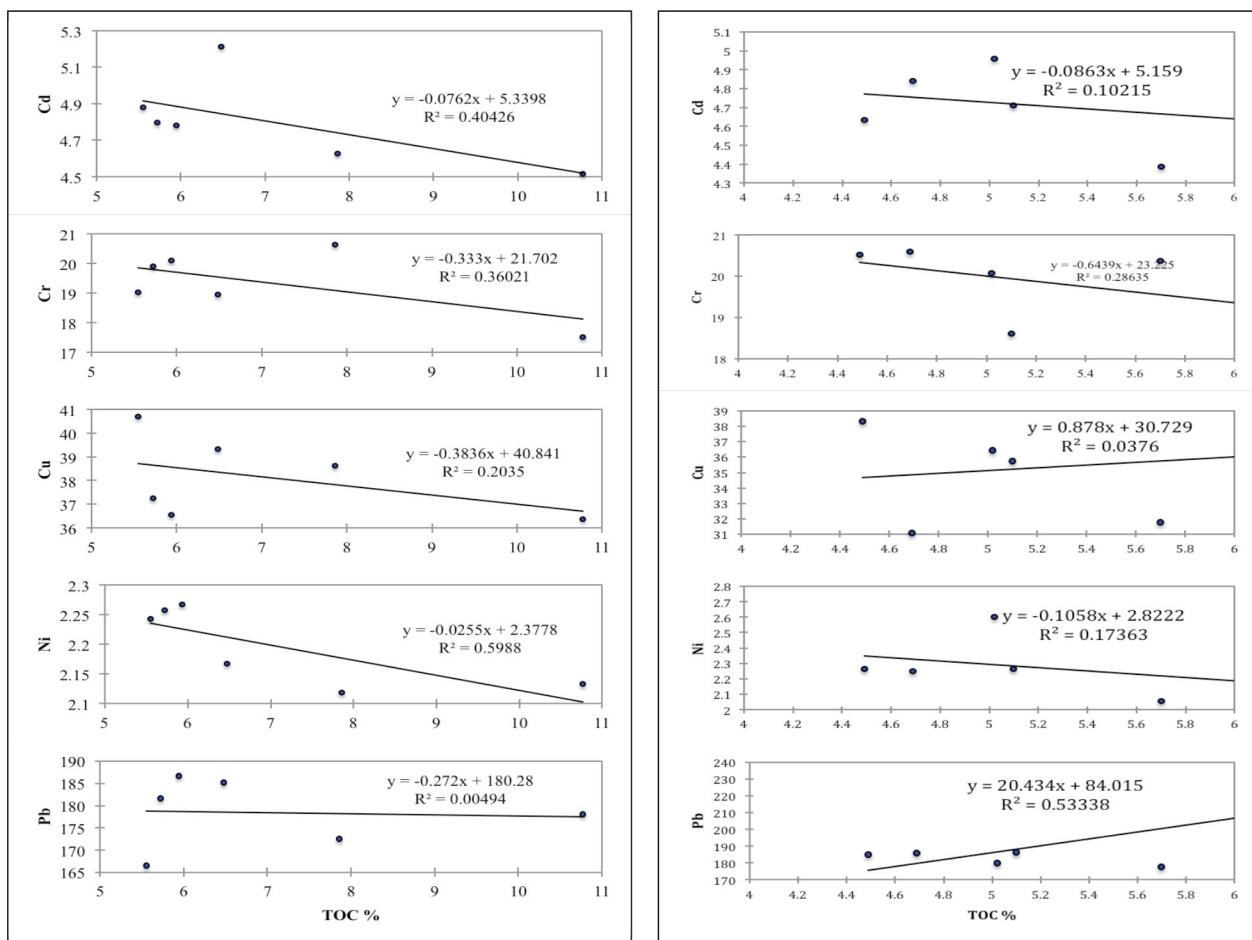 5.3
5.1
4.9
4.7
4.5
Cd
y = -0.0762x + 5.3398
R² = 0.40426
5 6 7 8 9 10 11
21
20
19
18
17
Cr
y = -0.333x + 21.702
R² = 0.36021
5 6 7 8 9 10 11
41
40
39
38
37
36
Cu
y = -0.3836x + 40.841
R² = 0.2035
5 6 7 8 9 10 11
2.3
2.25
2.2
2.15
2.1
Ni
y = -0.0255x + 2.3778
R² = 0.5988
5 6 7 8 9 10 11
190
185
180
175
170
165
Pb
y = -0.272x + 180.28
R² = 0.00494
5 6 7 8 9 10 11
TOC %
5.1
5
4.9
4.8
4.7
4.6
4.5
4.4
4.3
Cd
y = -0.0863x + 5.159
R² = 0.10215
4 4.2 4.4 4.6 4.8 5 5.2 5.4 5.6 5.8 6
21
20
19
18
Cr
y = -0.6439x + 23.225
R² = 0.28635
4 4.2 4.4 4.6 4.8 5 5.2 5.4 5.6 5.8 6
39
38
37
36
35
34
33
32
31
Cu
y = 0.878x + 30.729
R² = 0.0376
4 4.2 4.4 4.6 4.8 5 5.2 5.4 5.6 5.8 6
2.8
2.7
2.6
2.5
2.4
2.3
2.2
2.1
2
Ni
y = -0.1058x + 2.8222
R² = 0.17363
4 4.2 4.4 4.6 4.8 5 5.2 5.4 5.6 5.8 6
240
230
220
210
200
190
180
170
Pb
y = 20.434x + 84.015
R² = 0.53338
4 4.2 4.4 4.6 4.8 5 5.2 5.4 5.6 5.8 6
TOC %